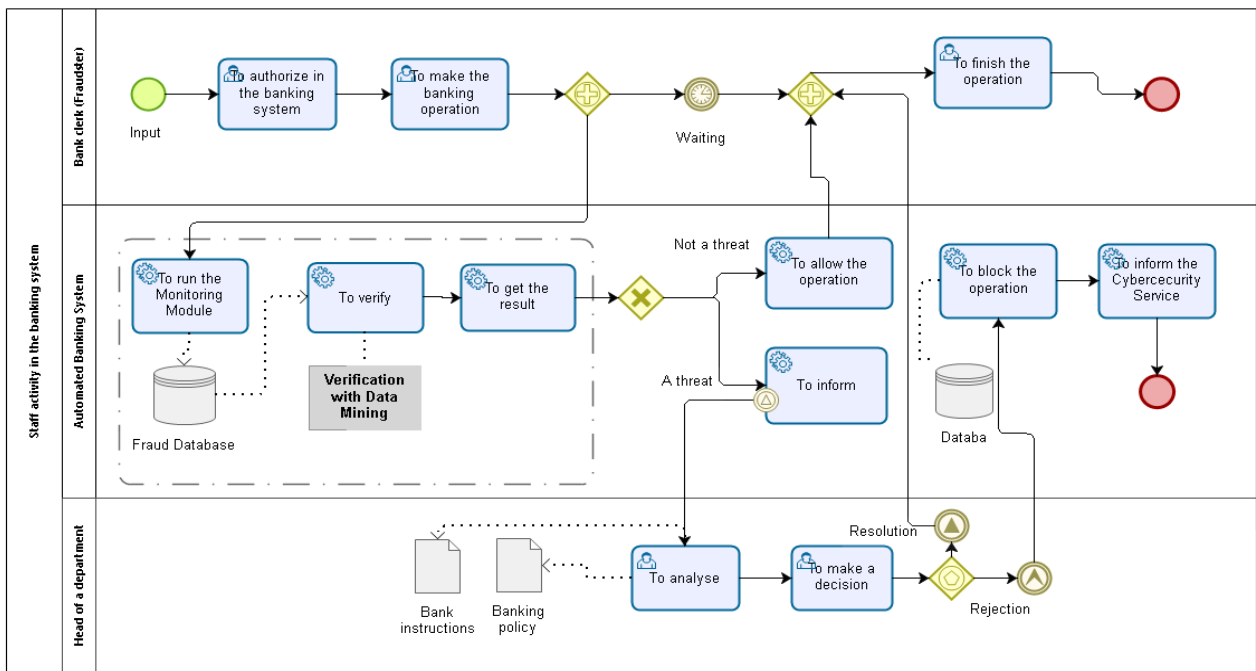 Staff activity in the banking system
Bank clerk (Fraudster)
Input
To authorize in
the banking
system
To make the
banking
operation
Waiting
To finish the
operation
Automated Banking System
To run the
Monitoring
Module
Fraud Database
To verify
Verification
with Data
Mining
To get the
result
Not a threat
To allow the
operation
A threat
To inform
To block the
operation
Databa
To inform the
Cybercecurity
Service
Head of a department
Bank
instructions
Banking
policy
To analyse
To make a
decision
Resolution
Rejection